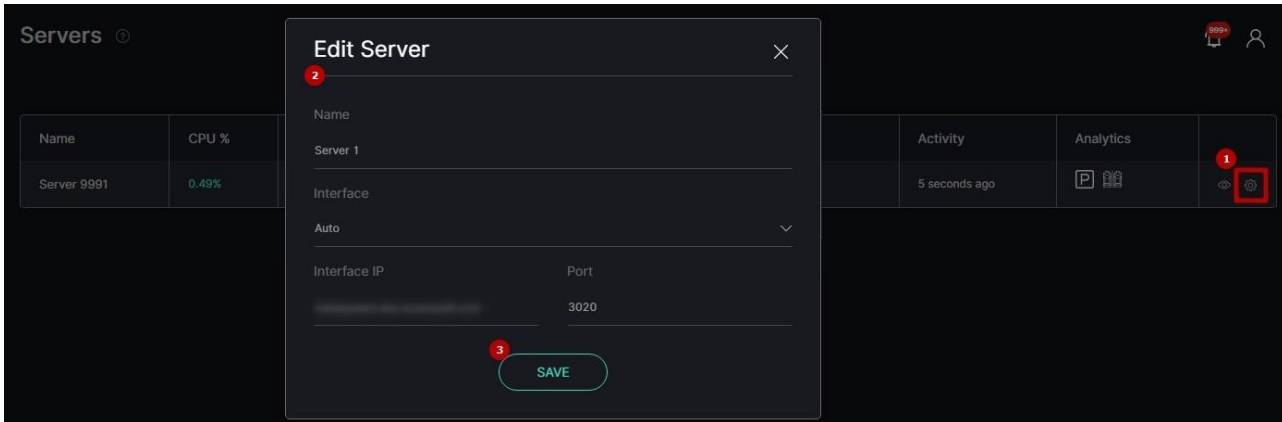 Servers ?
Edit Server
999+
2
Name
Name
CPU %
Activity
Analytics
Server 1
1
Server 9991
0.49%
5 seconds ago
P
Interface
Auto
Interface IP
Port
3020
3
SAVE